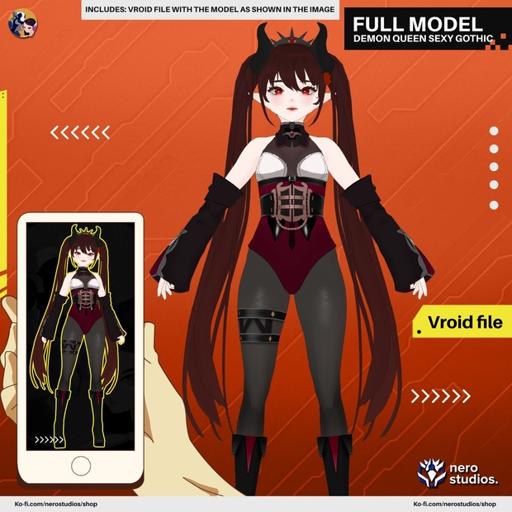 INCLUDES: VROID FILE WITH THE MODEL AS SHOWN IN THE IMAGE
FULL MODEL
DEMON QUEEN SEXY GOTHIC
Vroid file
nero
studios.
Ko-fi.com/nerostudios/shop
Ko-fi.com/nerostudios/shop